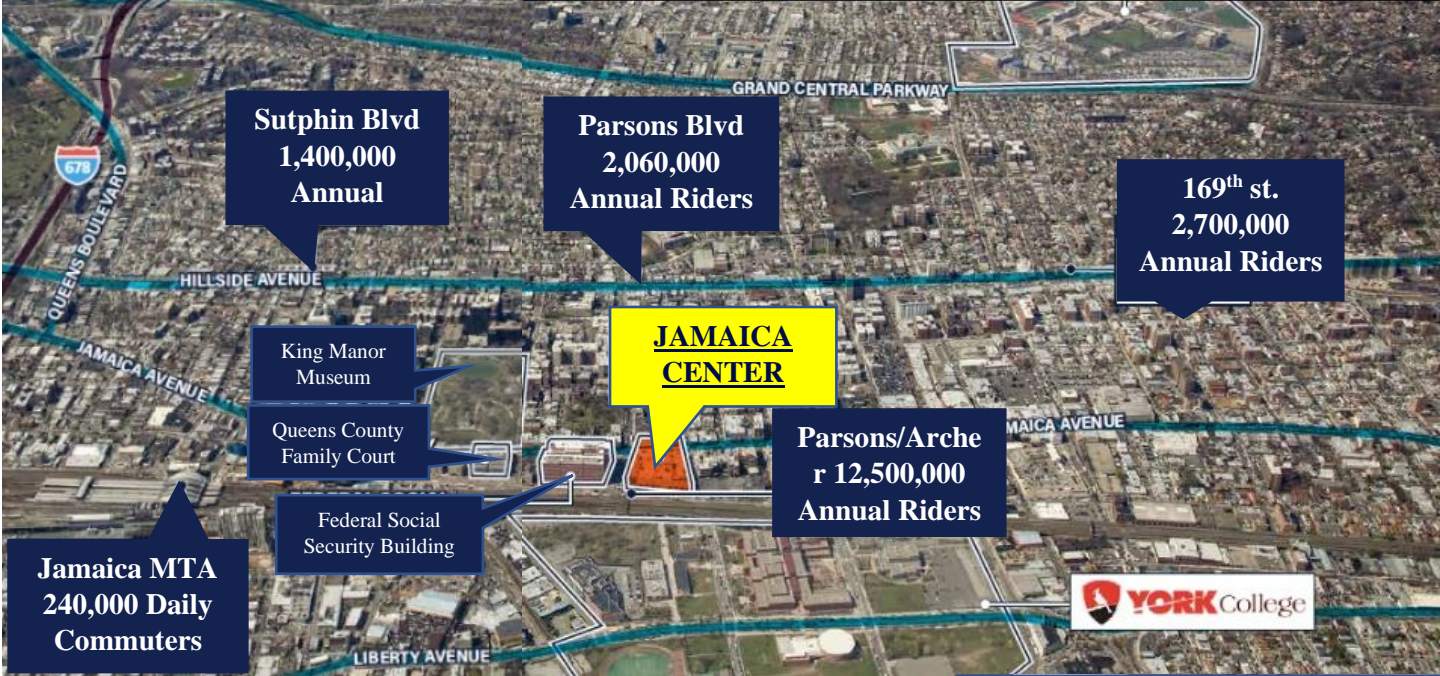 GRAND CENTRAL PARKWAY
Sutphin Blvd
1,400,000
Annual
Parsons Blvd
2,060,000
Annual Riders
169th st.
2,700,000
Annual Riders
678
QUEENS BOULEVARD
HILLSIDE AVENUE
JAMAICA AVENUE
King Manor
Museum
JAMAICA
CENTER
Queens County
Family Court
Parsons/Arche
r 12,500,000
Annual Riders
MAICA AVENUE
Federal Social
Security Building
Jamaica MTA
240,000 Daily
Commuters
YORK College
LIBERTY AVENUE